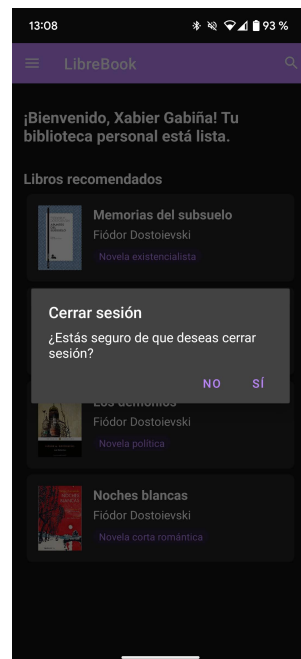 13:08
93 %
LibreBook
¡Bienvenido, Xabier Gabiña! Tu
biblioteca personal está lista.
Libros recomendados
Memorias del subsuelo
Fiódor Dostoievski
Novela existencialista
Cerrar sesión
¿Estás seguro de que deseas cerrar
sesión?
NO
SÍ
Los demonios
Fiódor Dostoievski
Novela política
Noches blancas
Fiódor Dostoievski
Novela corta romántica